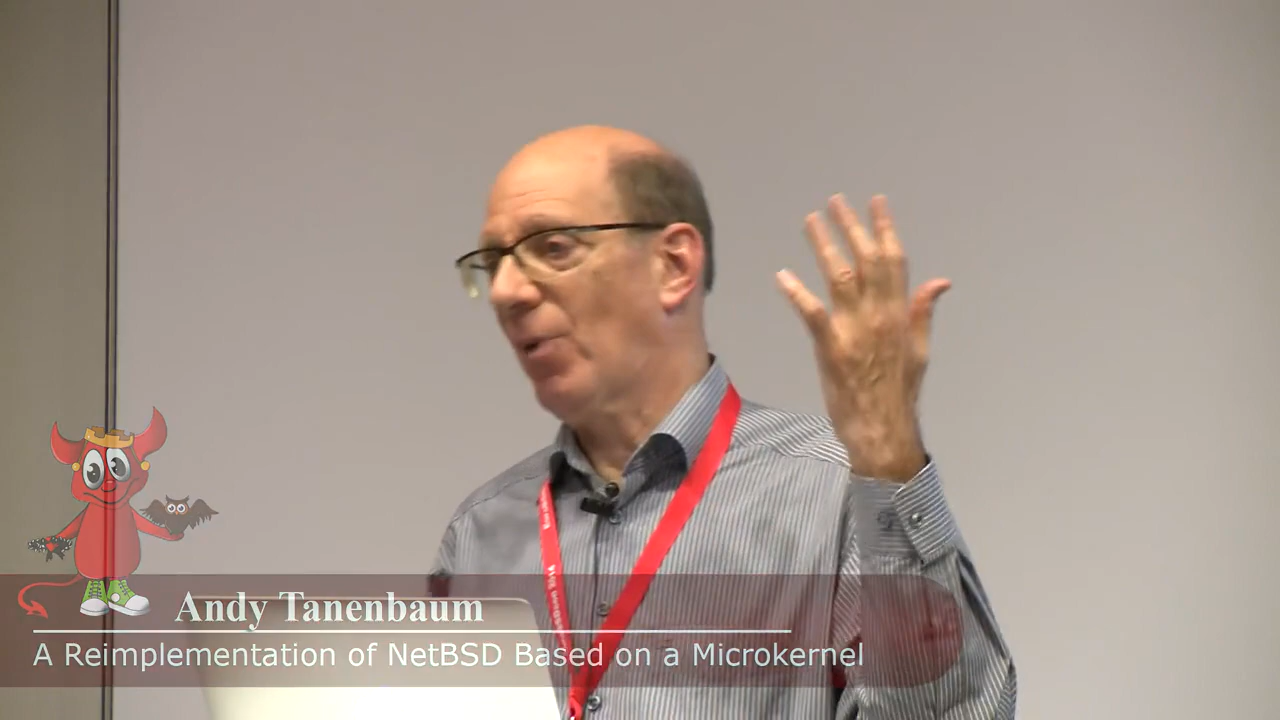 Andy Tanenbaum
A Reimplementation of NetBSD Based on a Microkernel